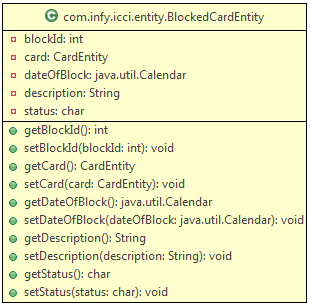 C com.infy.icci.entity.BlockedCardEntity
blockId: int
card: CardEntity
dateOfBlock: java.util.Calendar
description: String
status: char
getBlockId(): int
setBlockId(blockId: int): void
getCard(): CardEntity
setCard(card: CardEntity): void
getDateOfBlock(): java.util.Calendar
setDateOfBlock(dateOfBlock: java.util.Calendar): void
getDescription(): String
setDescription(description: String): void
getStatus(): char
setStatus(status: char): void